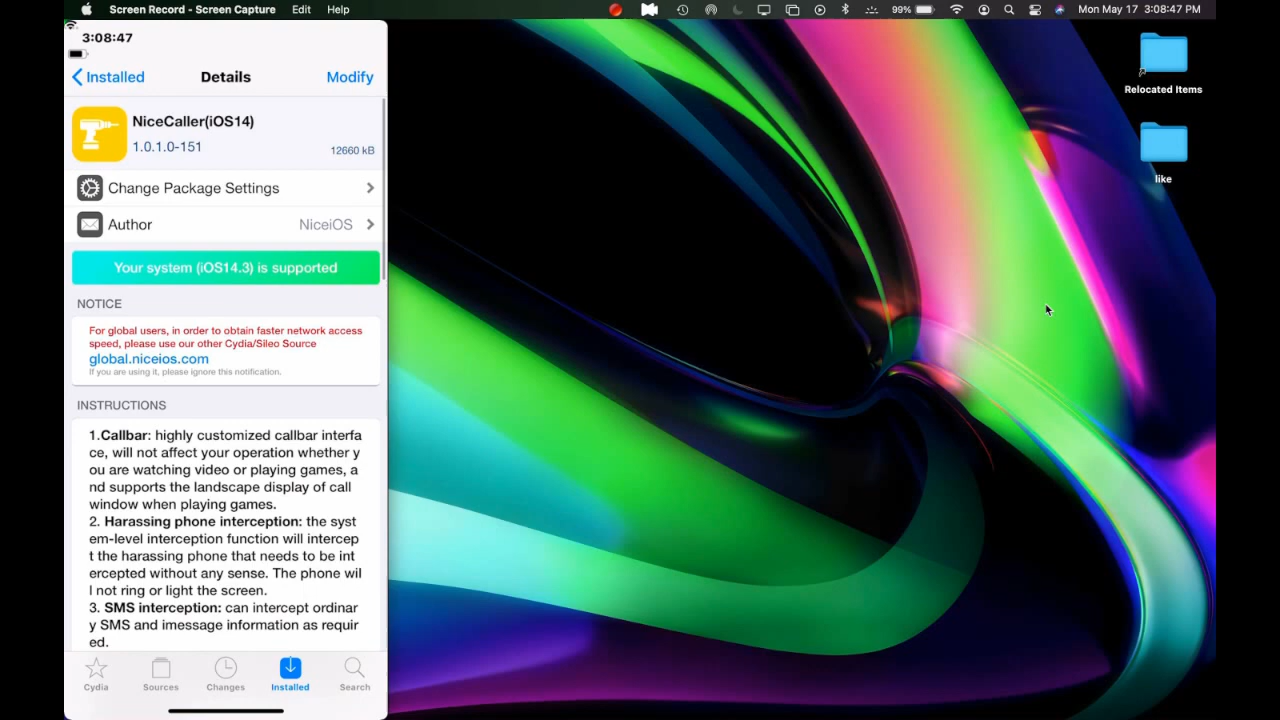 Screen Record - Screen Capture Edit Help
99% Mon May 17 3:08:47 PM
3:08:47
Installed Details Modify
NiceCaller(iOS14)
1.0.1.0-151 12660 kB
Change Package Settings
Author NiceiOS
Your system (iOS14.3) is supported
NOTICE
For global users, in order to obtain faster network access
speed, please use our other Cydia/Sileo Source
global.niceios.com
If you are using it, please ignore this notification.
INSTRUCTIONS
1.Callbar: highly customized callbar interfa
ce, will not affect your operation whether y
ou are watching video or playing games, a
nd supports the landscape display of call
window when playing games.
2. Harassing phone interception: the syst
em-level interception function will intercep
t the harassing phone that needs to be int
ercepted without any sense. The phone wil
l not ring or light the screen.
3. SMS interception: can intercept ordinar
y SMS and imessage information as requir
ed.
Cydia Sources Changes Installed Search
Relocated Items
like